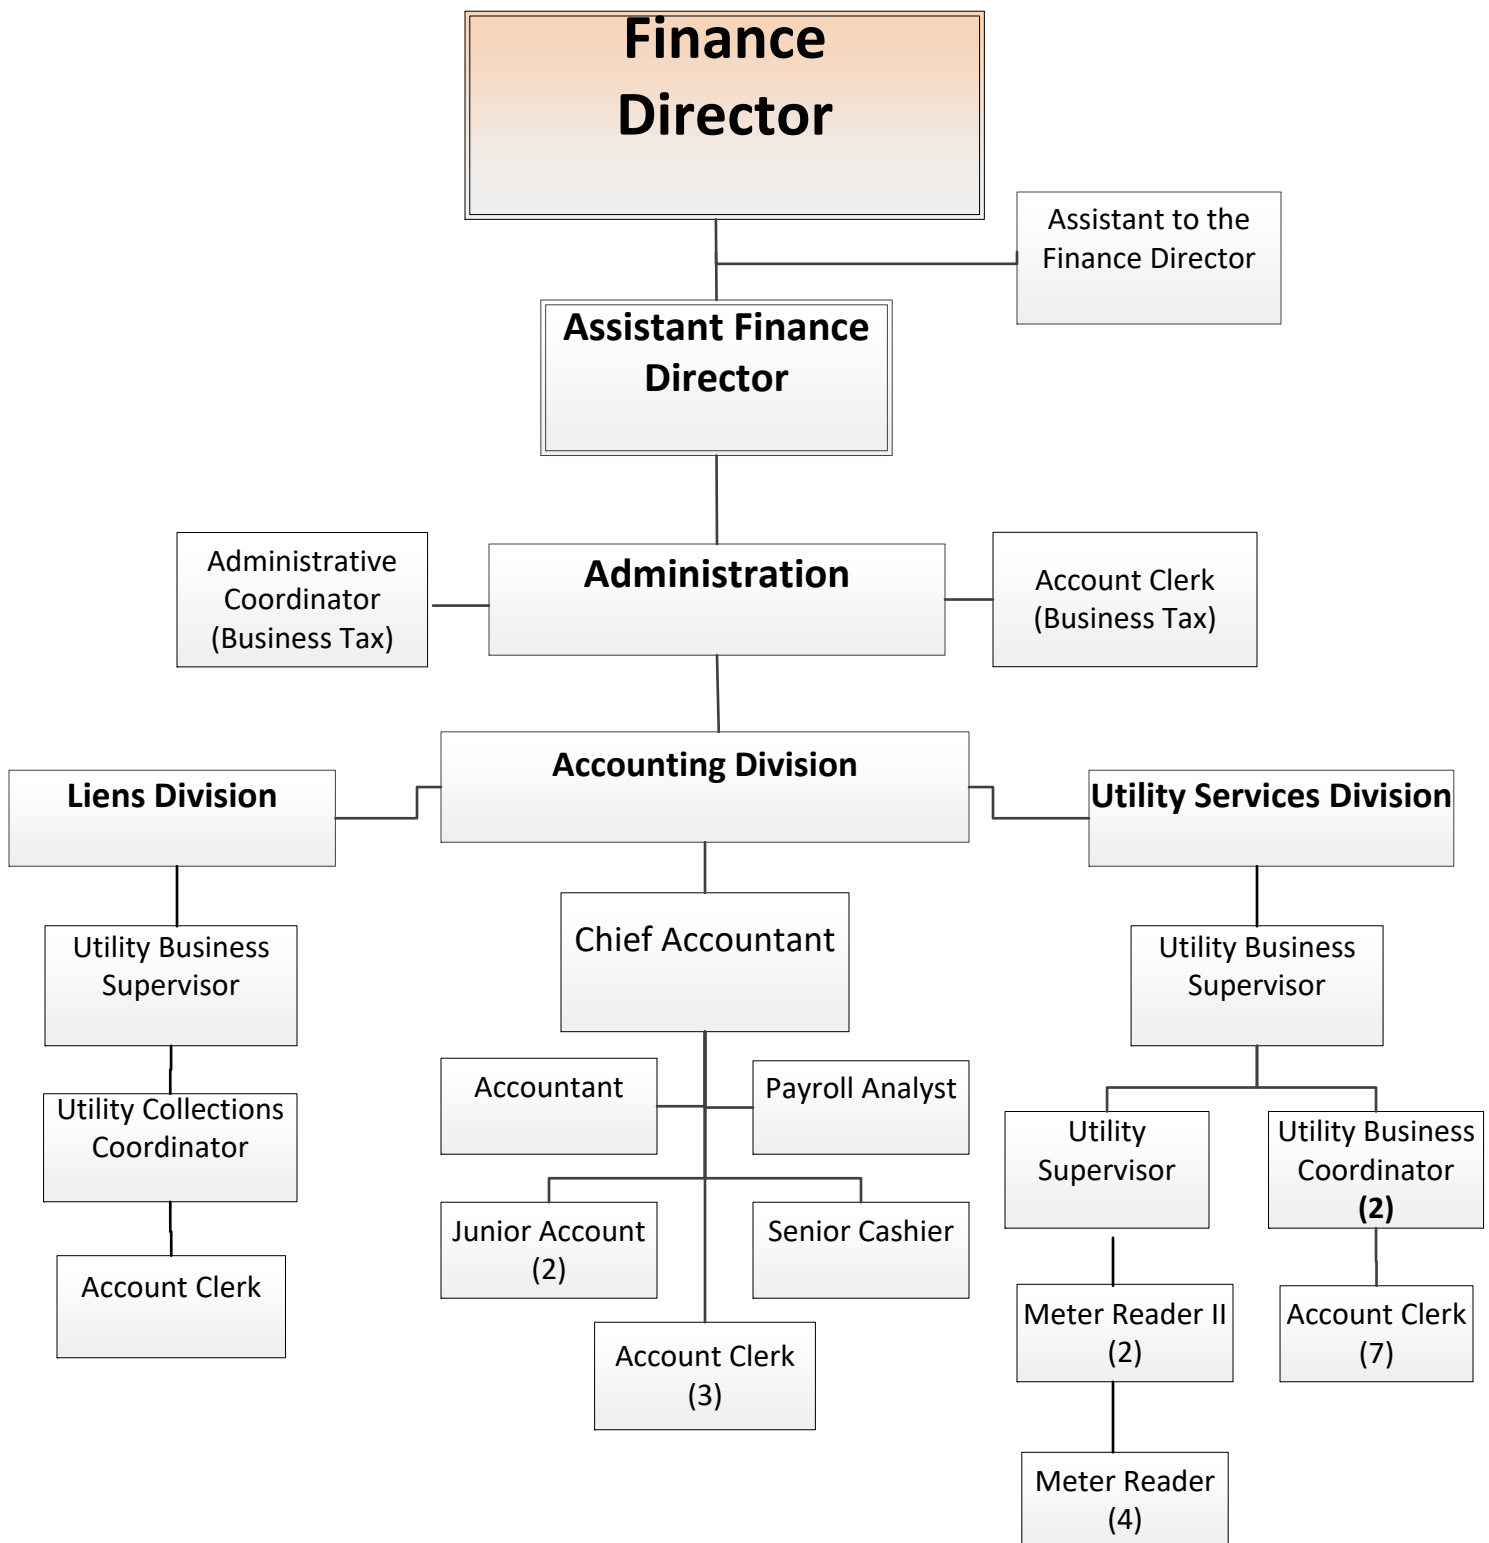 Finance
Director
Assistant to the
Finance Director
Assistant Finance
Director
Administrative
Coordinator
(Business Tax)
Administration
Account Clerk
(Business Tax)
Liens Division
Accounting Division
Utility Services Division
Utility Business
Supervisor
Chief Accountant
Utility Business
Supervisor
Utility Collections
Coordinator
Accountant
Payroll Analyst
Utility
Supervisor
Utility Business
Coordinator
(2)
Account Clerk
Junior Account
(2)
Senior Cashier
Meter Reader II
(2)
Account Clerk
(7)
Account Clerk
(3)
Meter Reader
(4)